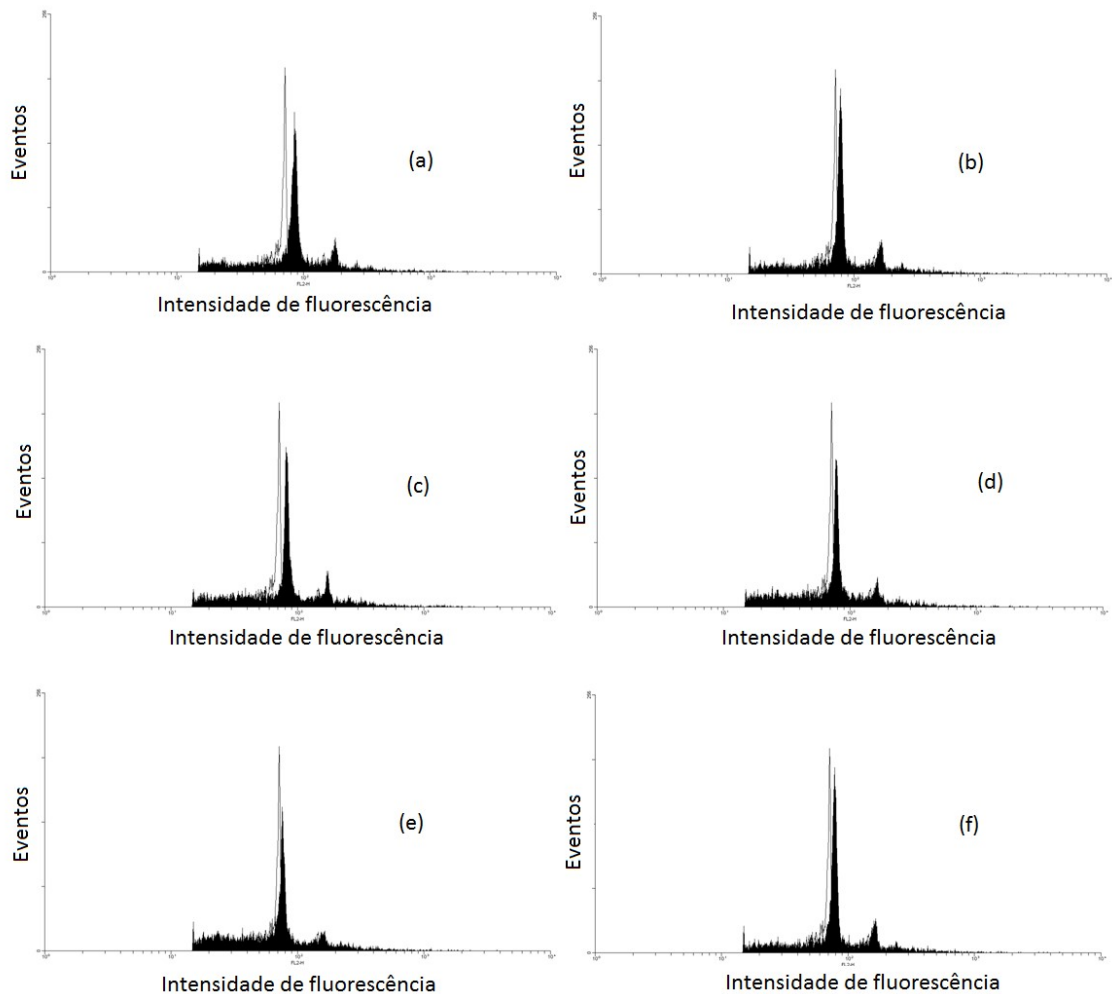 Eventos
(a)
Intensidade de fluorescência
Eventos
(b)
Intensidade de fluorescência
Eventos
(c)
Intensidade de fluorescência
Eventos
(d)
Intensidade de fluorescência
Eventos
(e)
Intensidade de fluorescência
Eventos
(f)
Intensidade de fluorescência